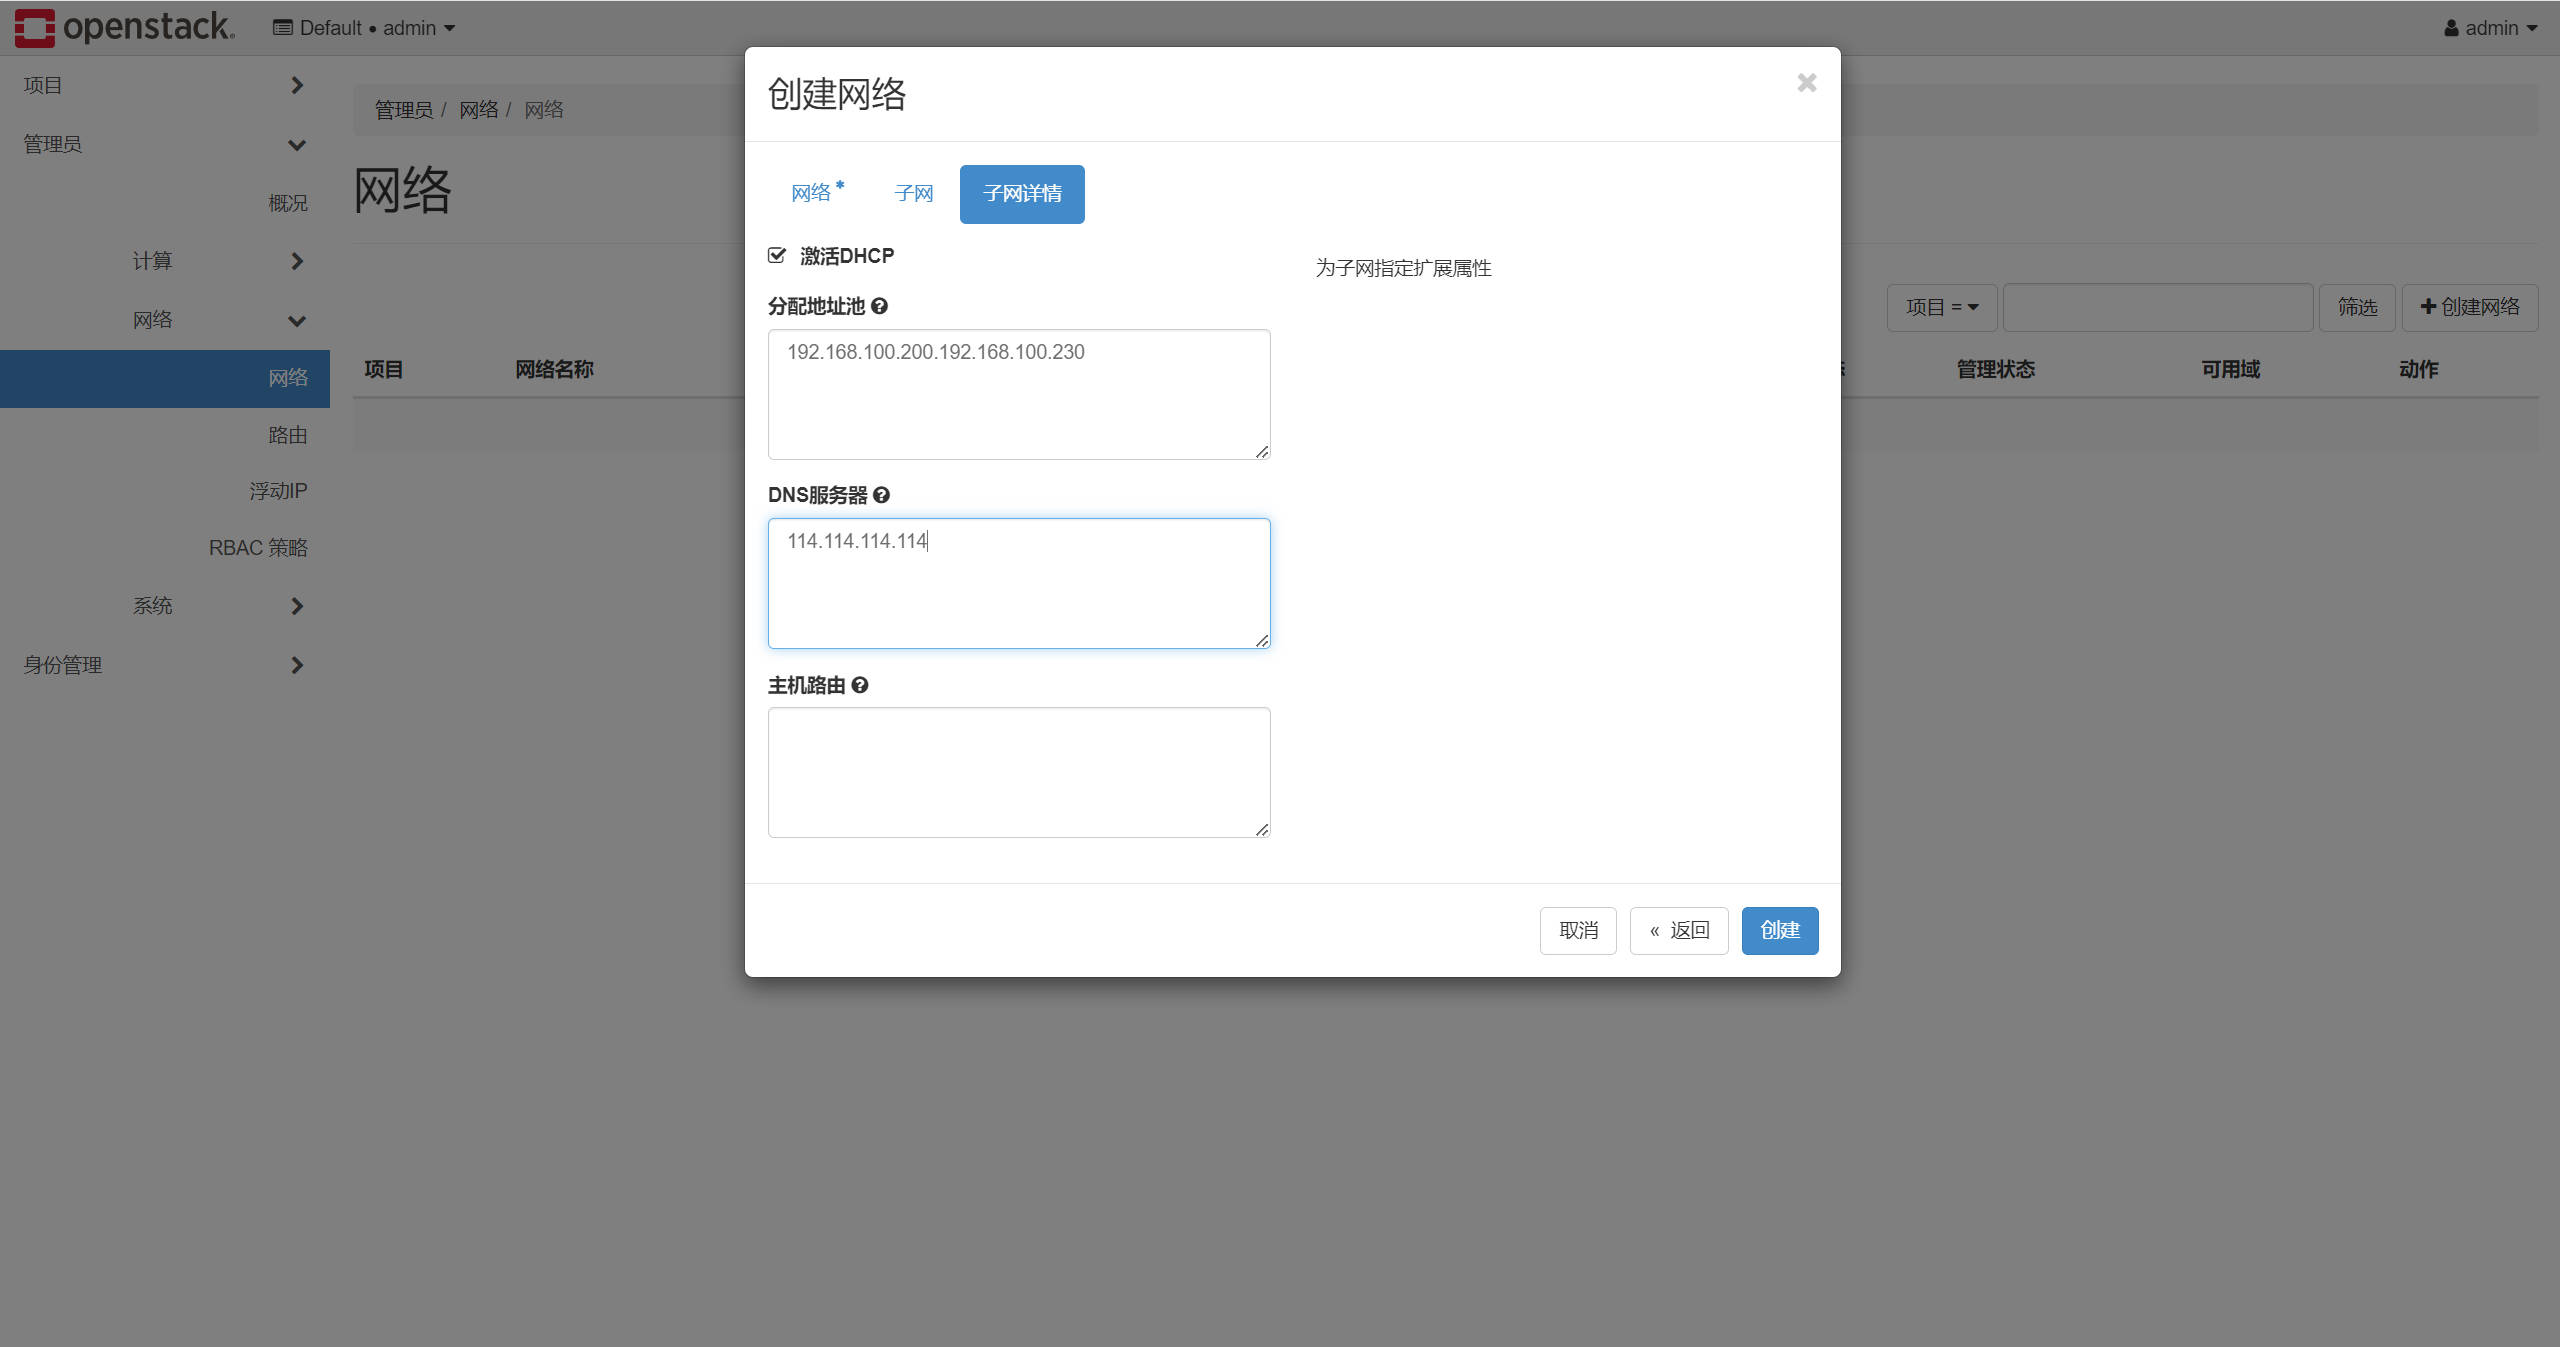 openstack.
Default • admin
admin
项目
管理员
概况
计算
网络
网络
路由
浮动IP
RBAC 策略
系统
身份管理
管理员 / 网络 / 网络
网络
项目 =
筛选
创建网络
项目
网络名称
管理状态
可用域
动作
创建网络
网络 *
子网
子网详情
激活DHCP
为子网指定扩展属性
分配地址池
192.168.100.200.192.168.100.230
DNS服务器
114.114.114.114
主机路由
取消
« 返回
创建